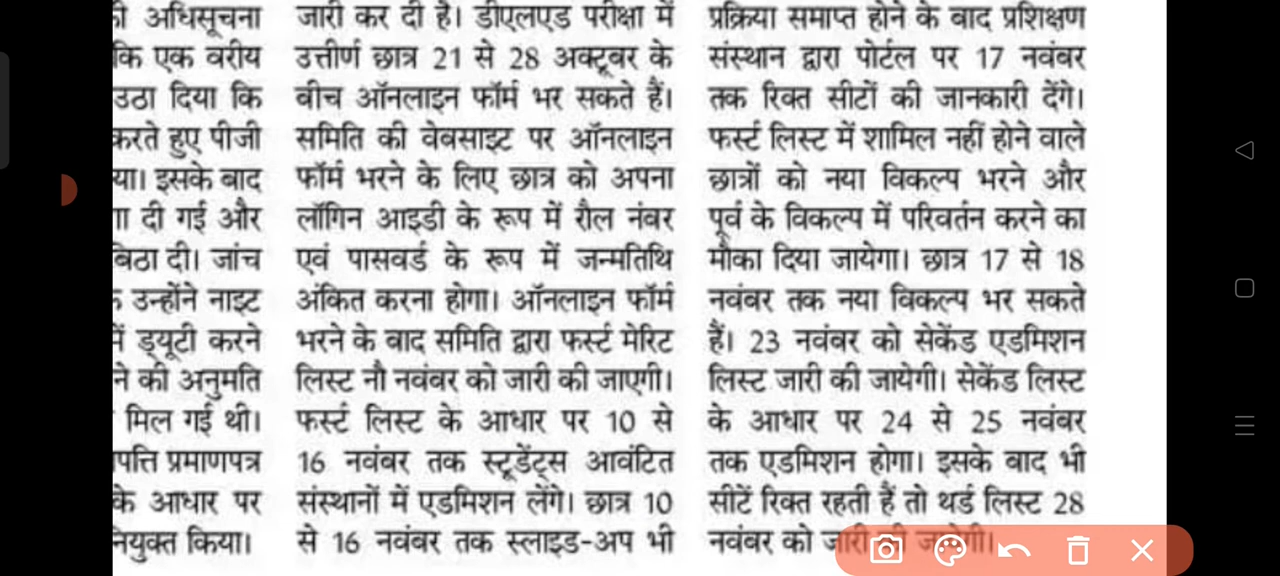 अधिसूचना
कि एक वरीय
उठा दिया कि
करते हुए पीजी
या। इसके बाद
दी गई और
बिठा दी। जांच
उन्होंने नाइट
में ड्यूटी करने
ने की अनुमति
मिल गई थी।
प्रमाणपत्र
के आधार पर
नियुक्त किया।
जारी कर दी है। डीएलएड परीक्षा में
उत्तीर्ण छात्र 21 से 28 अक्टूबर के
बीच ऑनलाइन फॉर्म भर सकते हैं।
समिति की वेबसाइट पर ऑनलाइन
फॉर्म भरने के लिए छात्र को अपना
लॉगिन आइडी के रूप में रौल नंबर
एवं पासवर्ड के रूप में जन्मतिथि
अंकित करना होगा। ऑनलाइन फॉर्म
भरने के बाद समिति द्वारा फर्स्ट मेरिट
लिस्ट नौ नवंबर को जारी की जाएगी।
फर्स्ट लिस्ट के आधार पर 10 से
16 नवंबर तक स्टूडेंट्स आवंटित
संस्थानों में एडमिशन लेंगे। छात्र 10
से 16 नवंबर तक स्लाइड-अप भी
प्रक्रिया समाप्त होने के बाद प्रशिक्षण
संस्थान द्वारा पोर्टल पर 17 नवंबर
तक रिक्त सीटों की जानकारी देंगे।
फर्स्ट लिस्ट में शामिल नहीं होने वाले
छात्रों को नया विकल्प भरने और
पूर्व के विकल्प में परिवर्तन करने का
मौका दिया जायेगा। छात्र 17 से 18
नवंबर तक नया विकल्प भर सकते
हैं। 23 नवंबर को सेकेंड एडमिशन
लिस्ट जारी की जायेगी। सेकेंड लिस्ट
के आधार पर 24 से 25 नवंबर
तक एडमिशन होगा। इसके बाद भी
सीटें रिक्त रहती हैं तो थर्ड लिस्ट 28
नवंबर को जारी